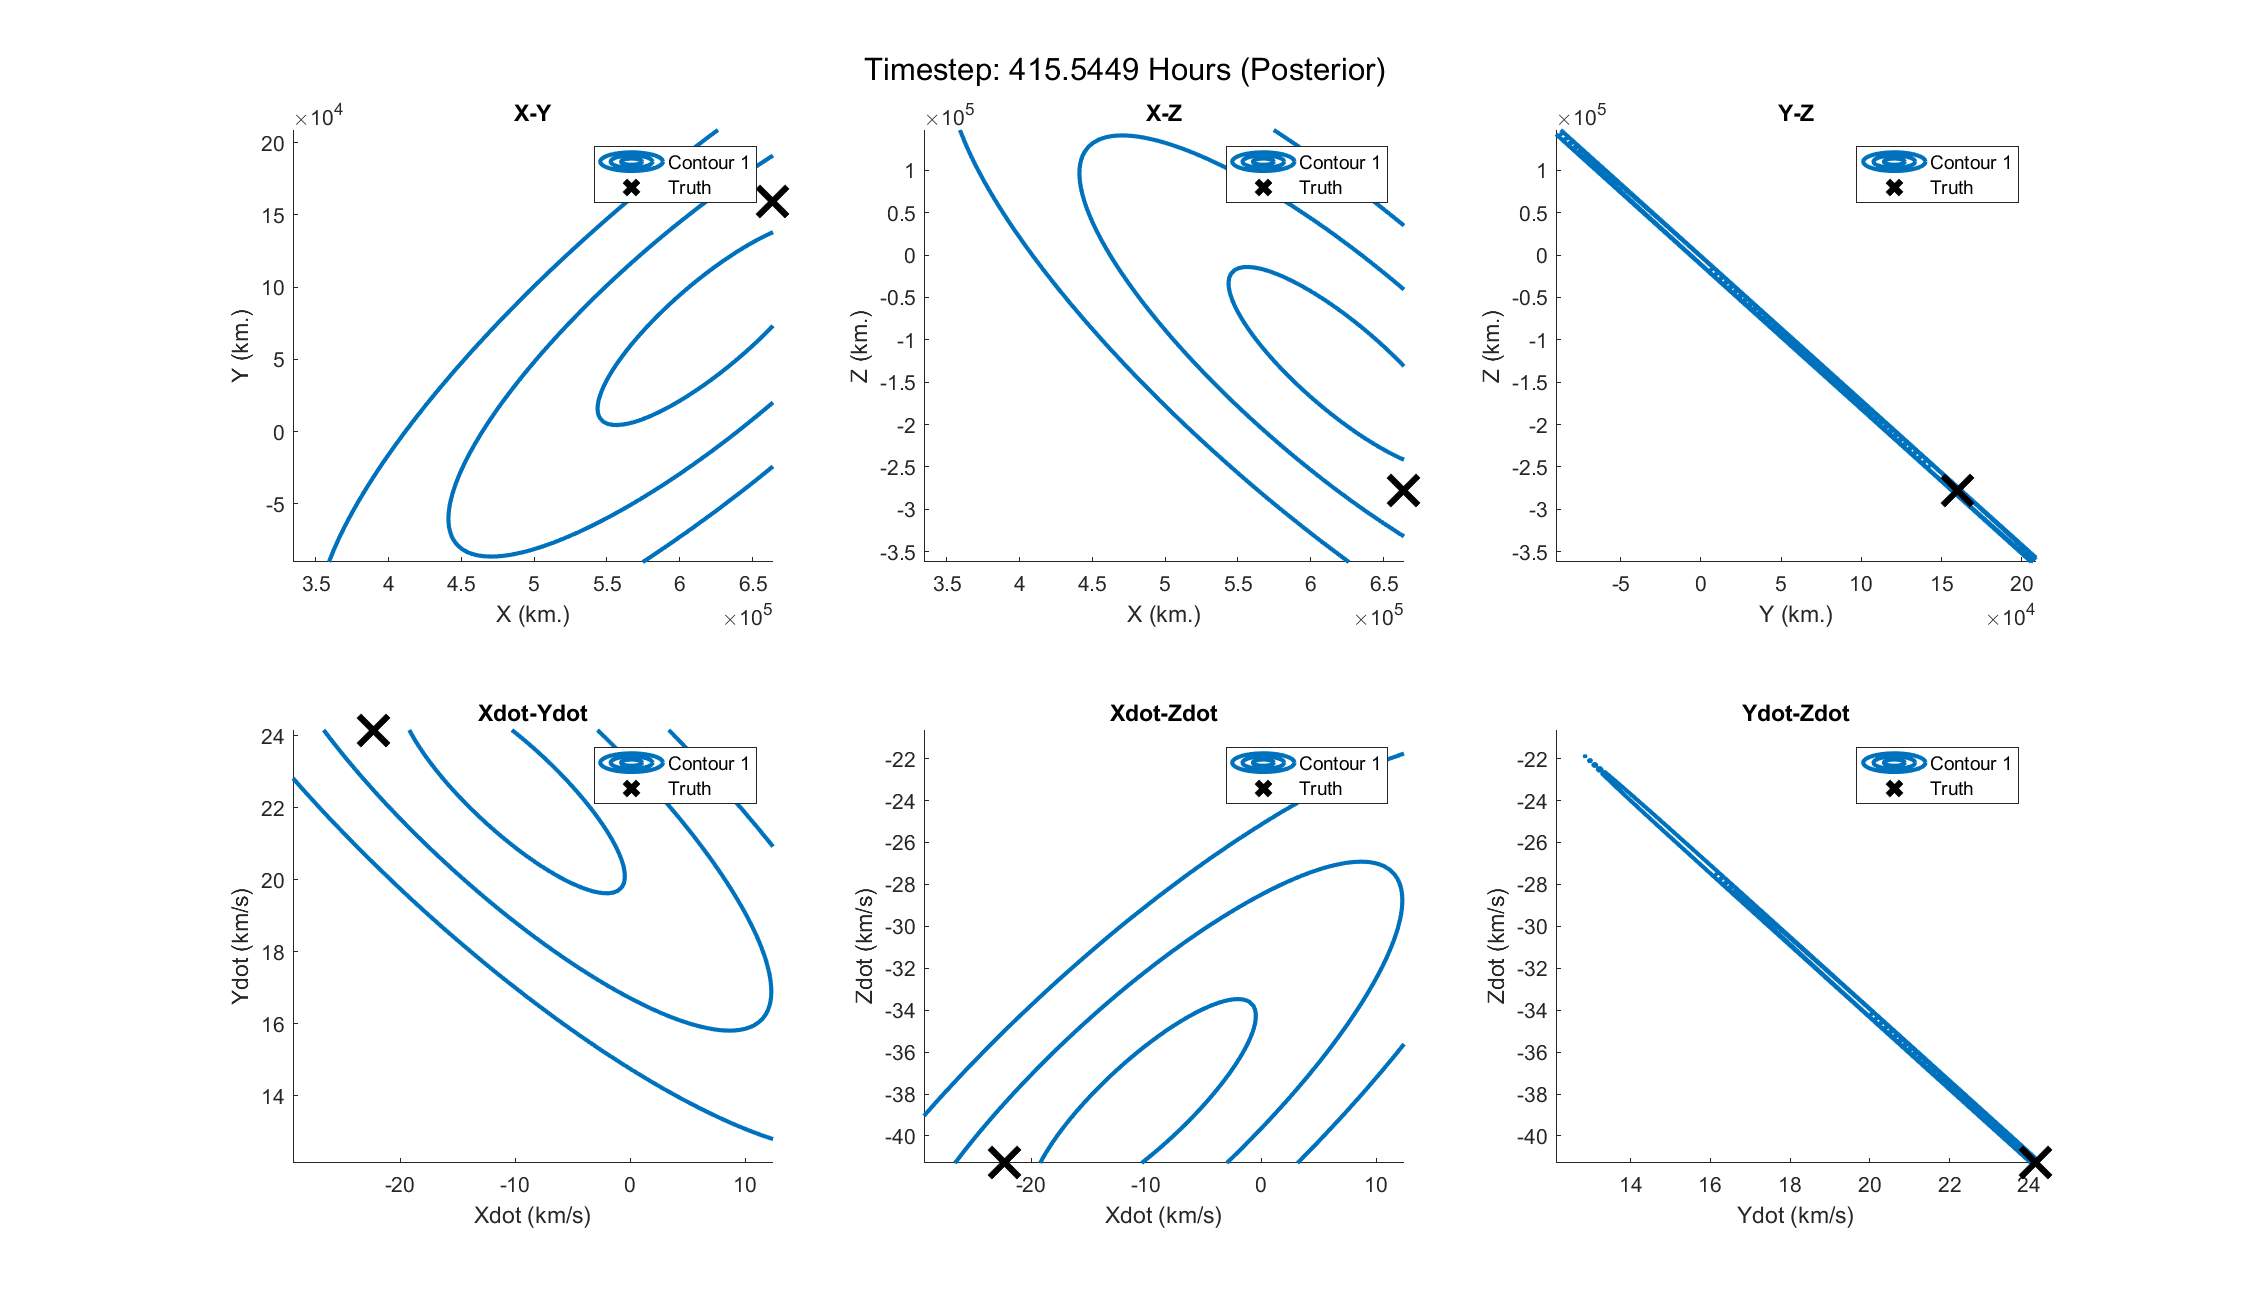 Timestep: 415.5449 Hours (Posterior)
X-Y
×10^4
20
15
10
5
0
-5
Y (km.)
3.5 4 4.5 5 5.5 6 6.5
X (km.)
×10^5
Contour 1
Truth
X-Z
×10^5
1
0.5
0
-0.5
-1
-1.5
-2
-2.5
-3
-3.5
Z (km.)
3.5 4 4.5 5 5.5 6 6.5
X (km.)
×10^5
Contour 1
Truth
Y-Z
×10^5
1
0.5
0
-0.5
-1
-1.5
-2
-2.5
-3
-3.5
Z (km.)
-5 0 5 10 15 20
Y (km.)
×10^4
Contour 1
Truth
Xdot-Ydot
24
22
20
18
16
14
Ydot (km/s)
-20 -10 0 10
Xdot (km/s)
Contour 1
Truth
Xdot-Zdot
-22
-24
-26
-28
-30
-32
-34
-36
-38
-40
Zdot (km/s)
-20 -10 0 10
Xdot (km/s)
Contour 1
Truth
Ydot-Zdot
-22
-24
-26
-28
-30
-32
-34
-36
-38
-40
Zdot (km/s)
14 16 18 20 22 24
Ydot (km/s)
Contour 1
Truth